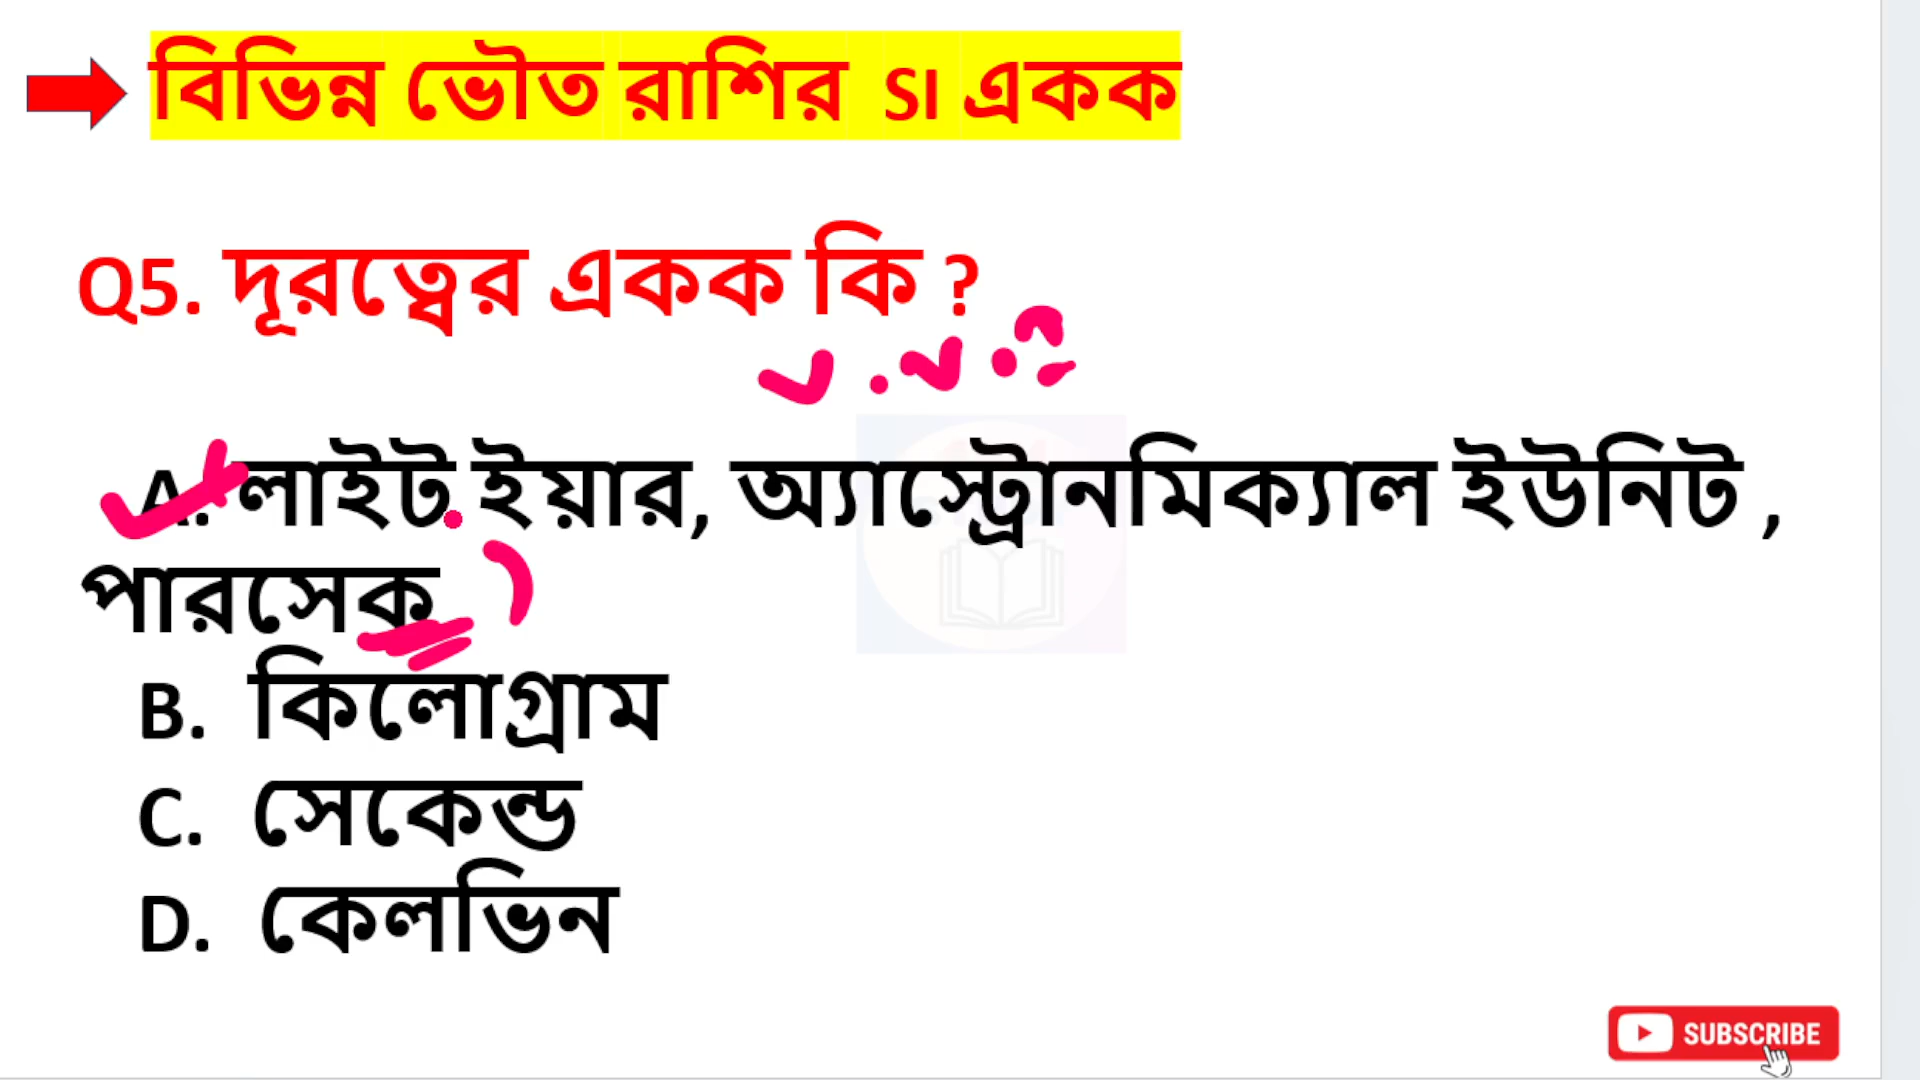 বিভিন্ন ভৌত রাশির SI একক
Q5. দূরত্বের একক কি ?
A. লাইট ইয়ার, অ্যাস্ট্রোনমিক্যাল ইউনিট ,
পারসেক
B. কিলোগ্রাম
C. সেকেন্ড
D. কেলভিন
SUBSCRIBE